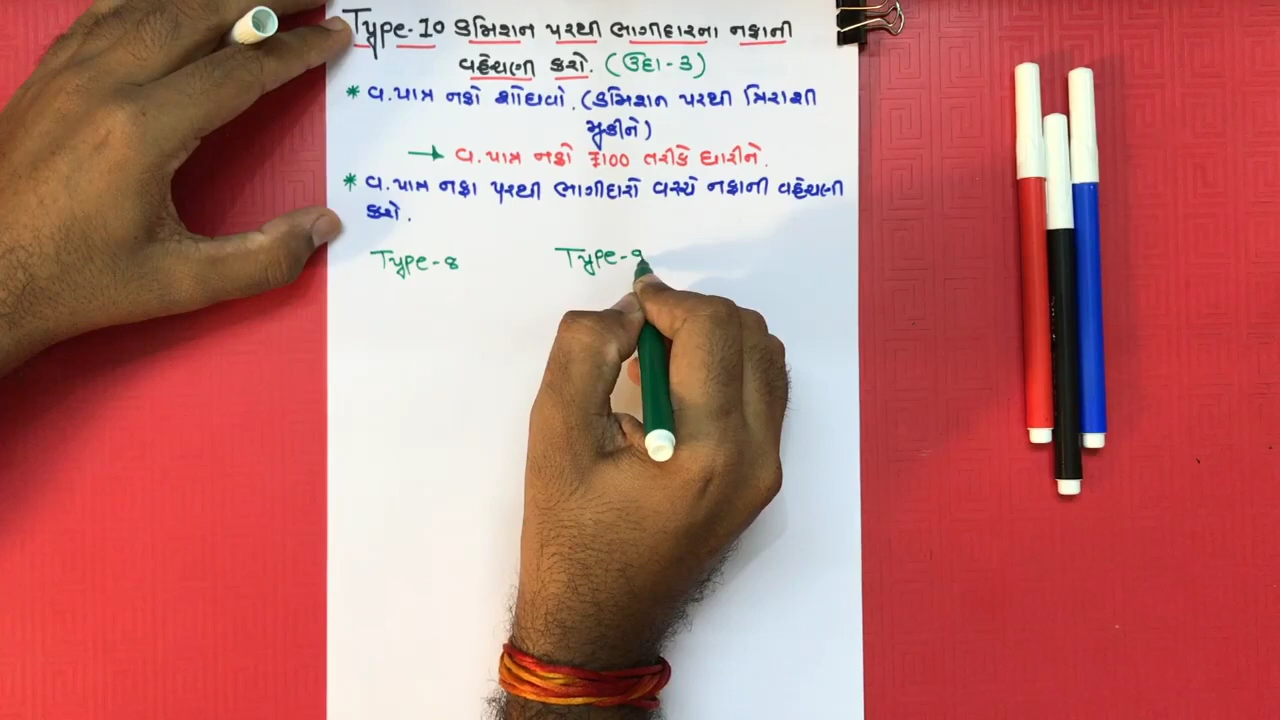 Type-10 કમિશન પરથી ભાગીદારના નફાની
વહેંચણી કરો. (ઉદા-૩)
* વ.પાત્ર નફો શોધવો. (કમિશન પરથી ત્રિરાશી
મુકીને)
→ વ.પાત્ર નફો ₹100 તરીકે ધારીને.
* વ.પાત્ર નફા પરથી ભાગીદારો વચ્ચે નફાની વહેંચણી
કરો.
Type-8 Type-9